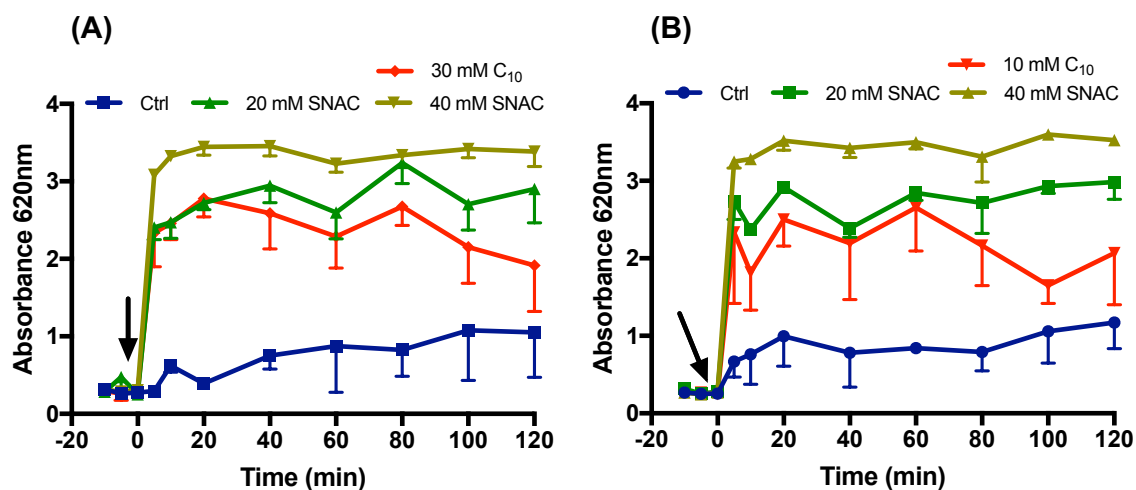 (A)
30 mM C10
Ctrl 20 mM SNAC 40 mM SNAC
Absorbance 620nm
4
3
2
1
0
-20 0 20 40 60 80 100 120
Time (min)
(B)
10 mM C10
Ctrl 20 mM SNAC 40 mM SNAC
Absorbance 620nm
4
3
2
1
0
-20 0 20 40 60 80 100 120
Time (min)